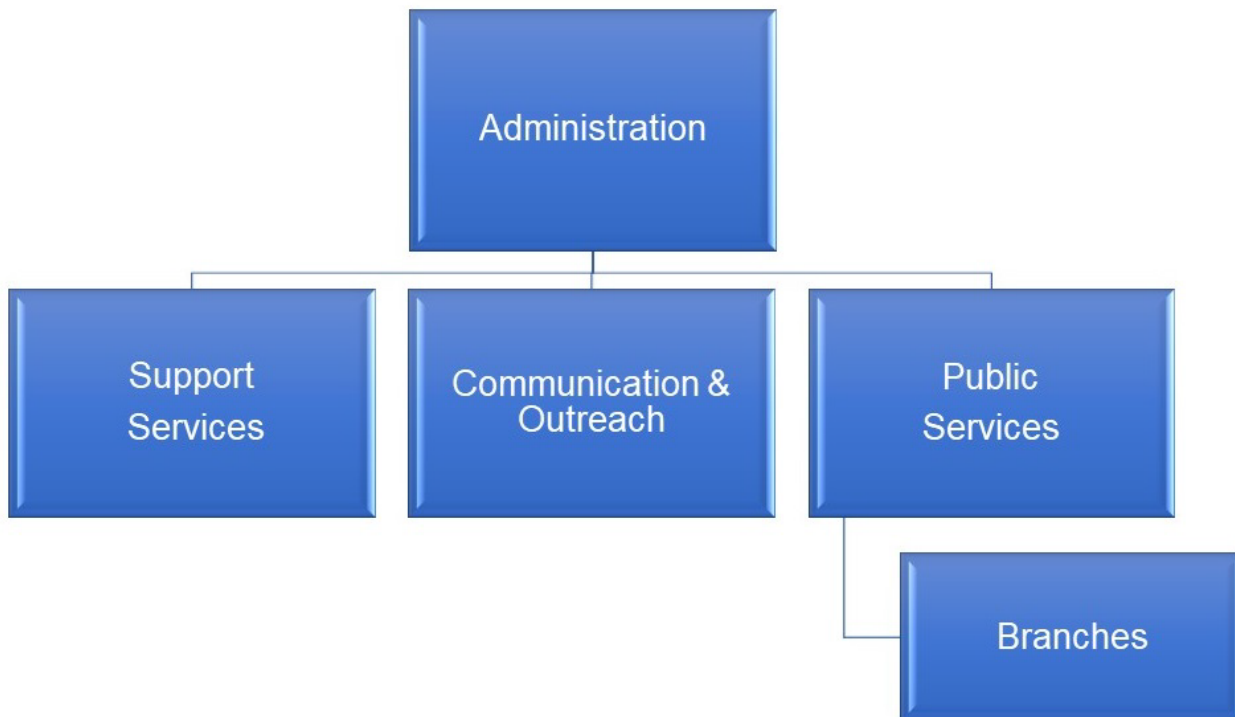 Administration
Support
Services
Communication &
Outreach
Public
Services
Branches